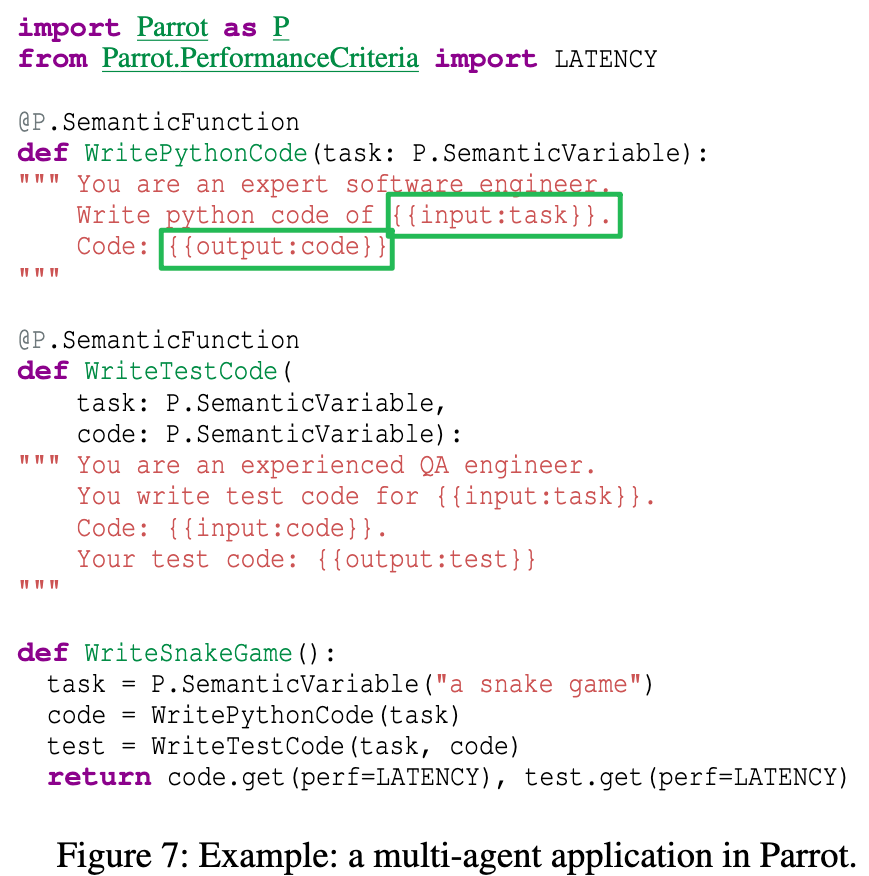 import Parrot as P
from Parrot.PerformanceCriteria import LATENCY
@P.SemanticFunction
def WritePythonCode(task: P.SemanticVariable):
""" You are an expert software engineer.
Write python code of {{input:task}}.
Code: {{output:code}}
"""
@P.SemanticFunction
def WriteTestCode(
task: P.SemanticVariable,
code: P.SemanticVariable):
""" You are an experienced QA engineer.
You write test code for {{input:task}}.
Code: {{input:code}}.
Your test code: {{output:test}}
"""
def WriteSnakeGame():
task = P.SemanticVariable("a snake game")
code = WritePythonCode(task)
test = WriteTestCode(task, code)
return code.get(perf=LATENCY), test.get(perf=LATENCY)
Figure 7: Example: a multi-agent application in Parrot.